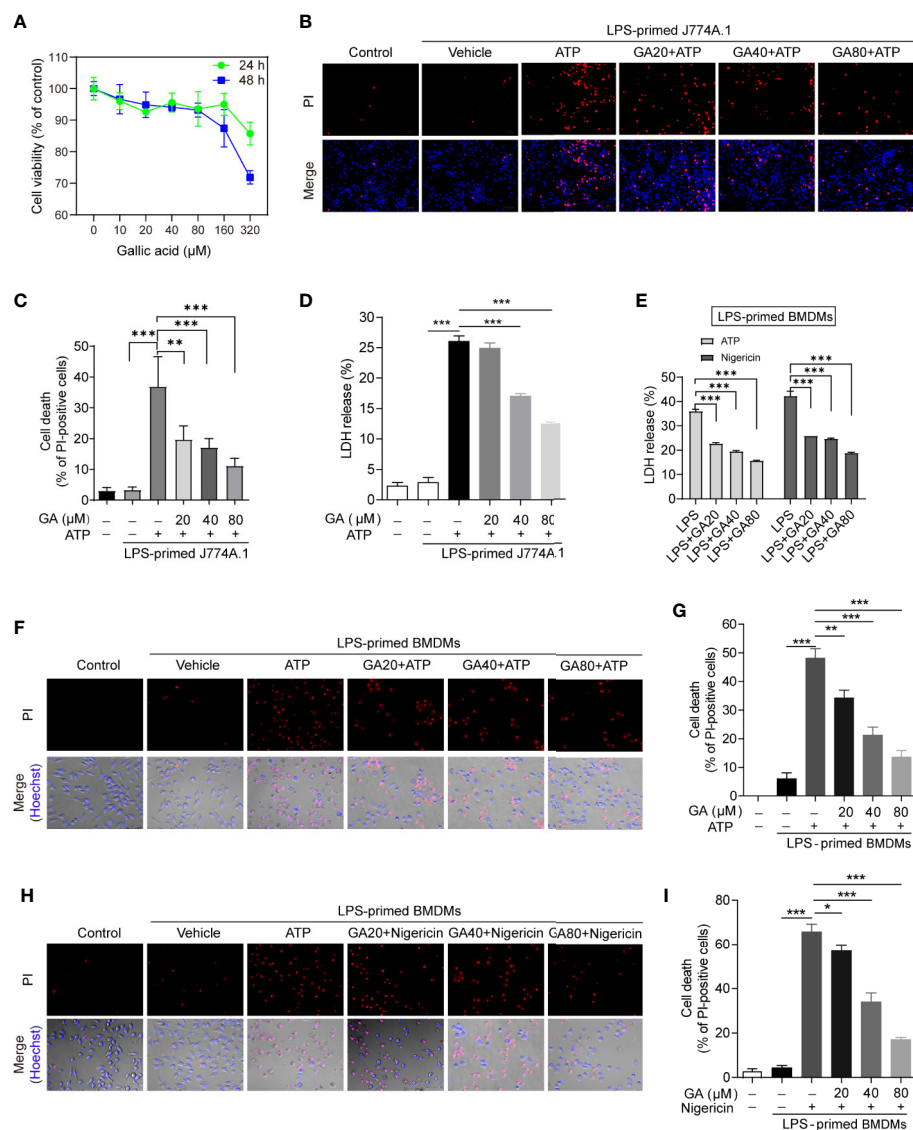 A
110
100
90
80
70
60
Cell viability (% of control)
24 h
48 h
0 10 20 40 80 160 320
Gallic acid (µM)
B
LPS-primed J774A.1
Control Vehicle ATP GA20+ATP GA40+ATP GA80+ATP
PI
Merge
C
50
40
30
20
10
0
Cell death
(% of PI-positive cells)
***
***
*** **
GA (µM) – – – 20 40 80
ATP – – + + + +
LPS-primed J774A.1
D
30
25
20
15
10
5
0
LDH release (%)
***
*** ***
GA (µM) – – – 20 40 80
ATP – – + + + +
LPS-primed J774A.1
E
LPS-primed BMDMs
ATP
Nigericin
50
40
30
20
10
0
LDH release (%)
***
***
***
***
***
***
LPS
LPS+GA20
LPS+GA40
LPS+GA80
LPS
LPS+GA20
LPS+GA40
LPS+GA80
F
LPS-primed BMDMs
Control Vehicle ATP GA20+ATP GA40+ATP GA80+ATP
PI
Merge
(Hoechst)
G
60
50
40
30
20
10
0
Cell death
(% of PI-positive cells)
***
***
*** **
GA (µM) – – – 20 40 80
ATP – – + + + +
LPS-primed BMDMs
H
LPS-primed BMDMs
Control Vehicle ATP GA20+Nigericin GA40+Nigericin GA80+Nigericin
PI
Merge
(Hoechst)
I
80
60
40
20
0
Cell death
(% of PI-positive cells)
***
***
*** *
GA (µM) – – – 20 40 80
Nigericin – – + + + +
LPS-primed BMDMs